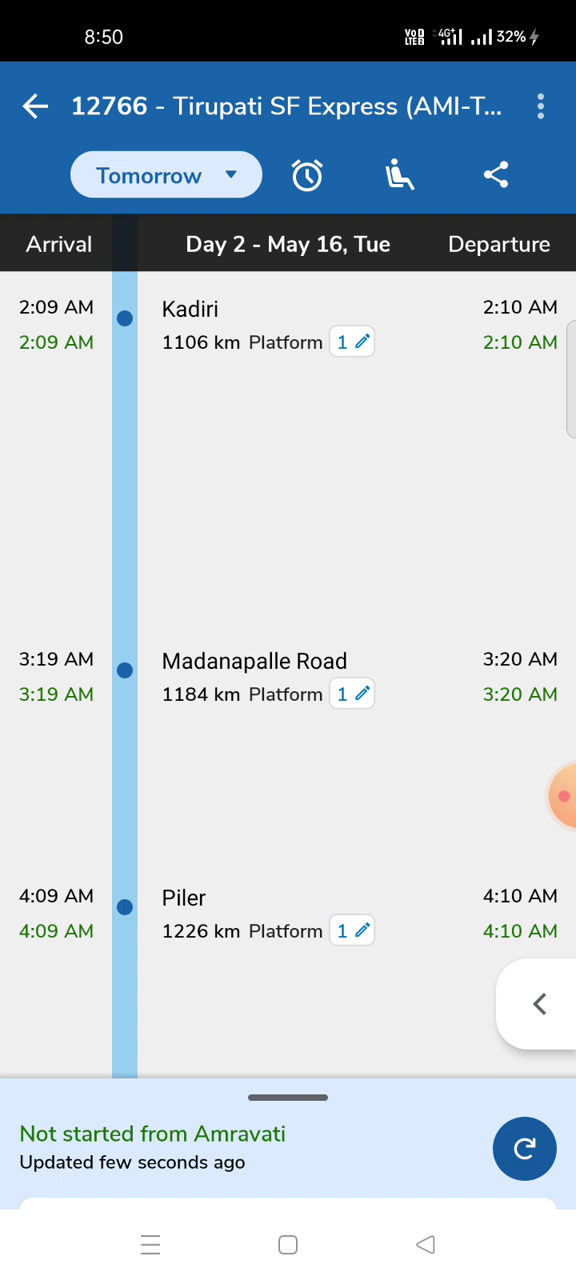 8:50 Vo LTE 2 4G+ 32%
12766 - Tirupati SF Express (AMI-T...
Tomorrow
Arrival Day 2 - May 16, Tue Departure
2:09 AM Kadiri 2:10 AM
2:09 AM 1106 km Platform 1 2:10 AM
3:19 AM Madanapalle Road 3:20 AM
3:19 AM 1184 km Platform 1 3:20 AM
4:09 AM Piler 4:10 AM
4:09 AM 1226 km Platform 1 4:10 AM
Not started from Amravati
Updated few seconds ago